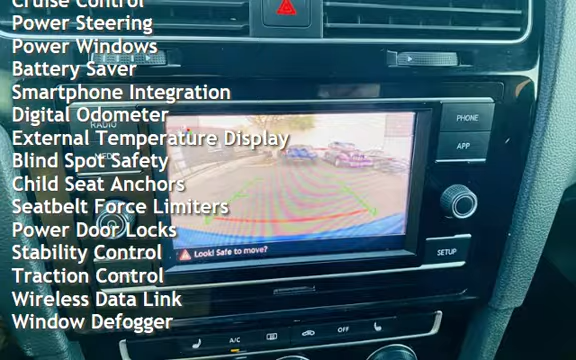 Cruise Control
Power Steering
Power Windows
Battery Saver
Smartphone Integration
Digital Odometer
External Temperature Display
Blind Spot Safety
Child Seat Anchors
Seatbelt Force Limiters
Power Door Locks
Stability Control
Traction Control
Wireless Data Link
Window Defogger
RADIO
PHONE
APP
SETUP
Look! Safe to move?
A/C
OFF